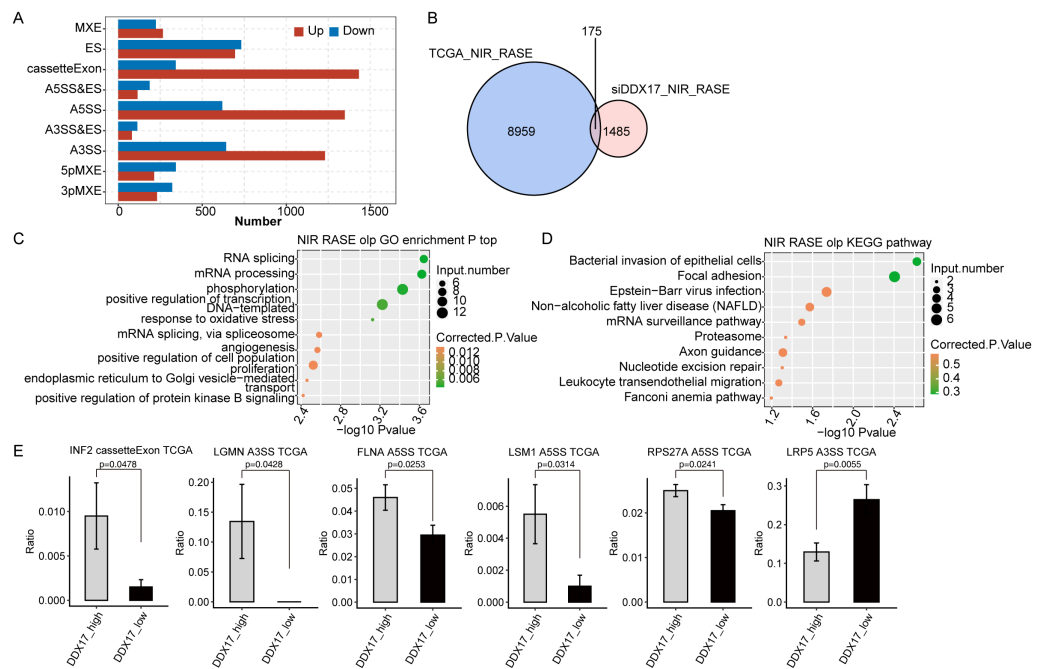 A
MXE
ES
cassetteExon
A5SS&ES
A5SS
A3SS&ES
A3SS
5pMXE
3pMXE
Up
Down
0
500
1000
1500
Number
B
175
TCGA_NIR_RASE
siDDX17_NIR_RASE
8959
1485
C
NIR RASE olp GO enrichment P top
RNA splicing
mRNA processing
phosphorylation
positive regulation of transcription,
DNA-templated
response to oxidative stress
mRNA splicing, via spliceosome
angiogenesis
positive regulation of cell population
proliferation
endoplasmic reticulum to Golgi vesicle-mediated
transport
positive regulation of protein kinase B signaling
2.4
2.8
3.2
3.6
−log10 Pvalue
Input.number
6
8
10
12
Corrected.P.Value
0.012
0.010
0.008
0.006
D
NIR RASE olp KEGG pathway
Bacterial invasion of epithelial cells
Focal adhesion
Epstein-Barr virus infection
Non-alcoholic fatty liver disease (NAFLD)
mRNA surveillance pathway
Proteasome
Axon guidance
Nucleotide excision repair
Leukocyte transendothelial migration
Fanconi anemia pathway
1.2
1.6
2.0
2.4
−log10 Pvalue
Input.number
2
3
4
5
6
Corrected.P.Value
0.5
0.4
0.3
E
INF2 cassetteExon TCGA
p=0.0478
Ratio
0.010
0.005
0.000
DDX17_high
DDX17_low
LGMN A3SS TCGA
p=0.0428
Ratio
0.20
0.15
0.10
0.05
0.00
DDX17_high
DDX17_low
FLNA A5SS TCGA
p=0.0253
Ratio
0.05
0.04
0.03
0.02
0.01
0.00
DDX17_high
DDX17_low
LSM1 A5SS TCGA
p=0.0314
Ratio
0.006
0.004
0.002
0.000
DDX17_high
DDX17_low
RPS27A A5SS TCGA
p=0.0241
Ratio
0.02
0.01
0.00
DDX17_high
DDX17_low
LRP5 A3SS TCGA
p=0.0055
Ratio
0.3
0.2
0.1
0.0
DDX17_high
DDX17_low